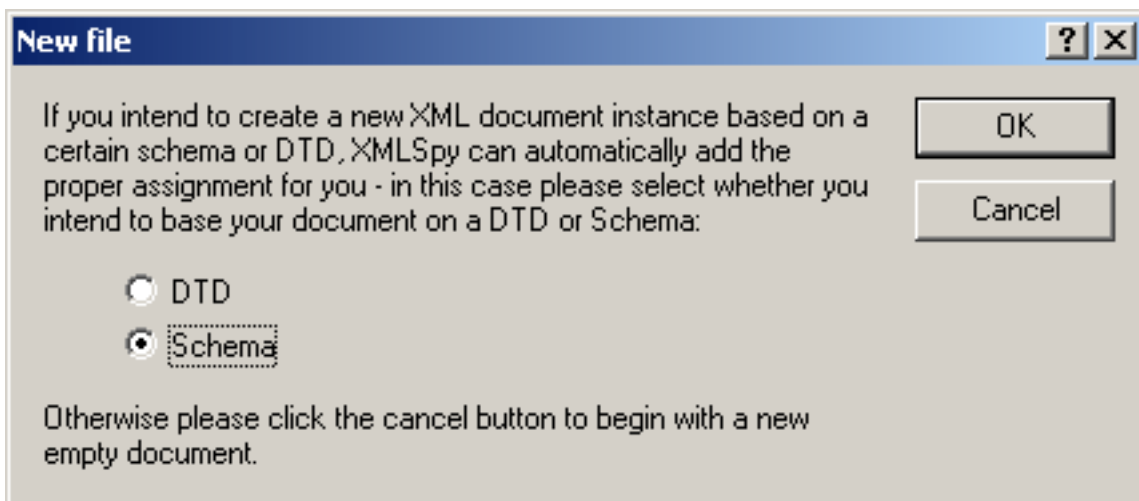 New file
If you intend to create a new XML document instance based on a
certain schema or DTD, XMLSpy can automatically add the
proper assignment for you - in this case please select whether you
intend to base your document on a DTD or Schema:
OK
Cancel
DTD
Schema
Otherwise please click the cancel button to begin with a new
empty document.